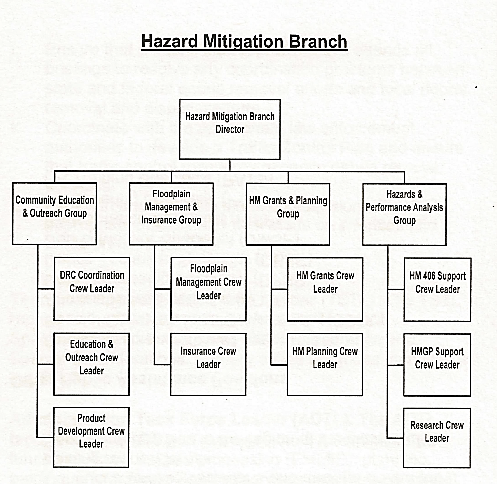 Hazard Mitigation Branch
Hazard Mitigation Branch
Director
Community Education
& Outreach Group
Floodplain
Management &
Insurance Group
HM Grants & Planning
Group
Hazards &
Performance Analysis
Group
DRC Coordination
Crew Leader
Floodplain
Management Crew
Leader
HM Grants Crew
Leader
HM 406 Support
Crew Leader
Education &
Outreach Crew
Leader
Insurance Crew
Leader
HM Planning Crew
Leader
HMGP Support
Crew Leader
Product
Development Crew
Leader
Research Crew
Leader